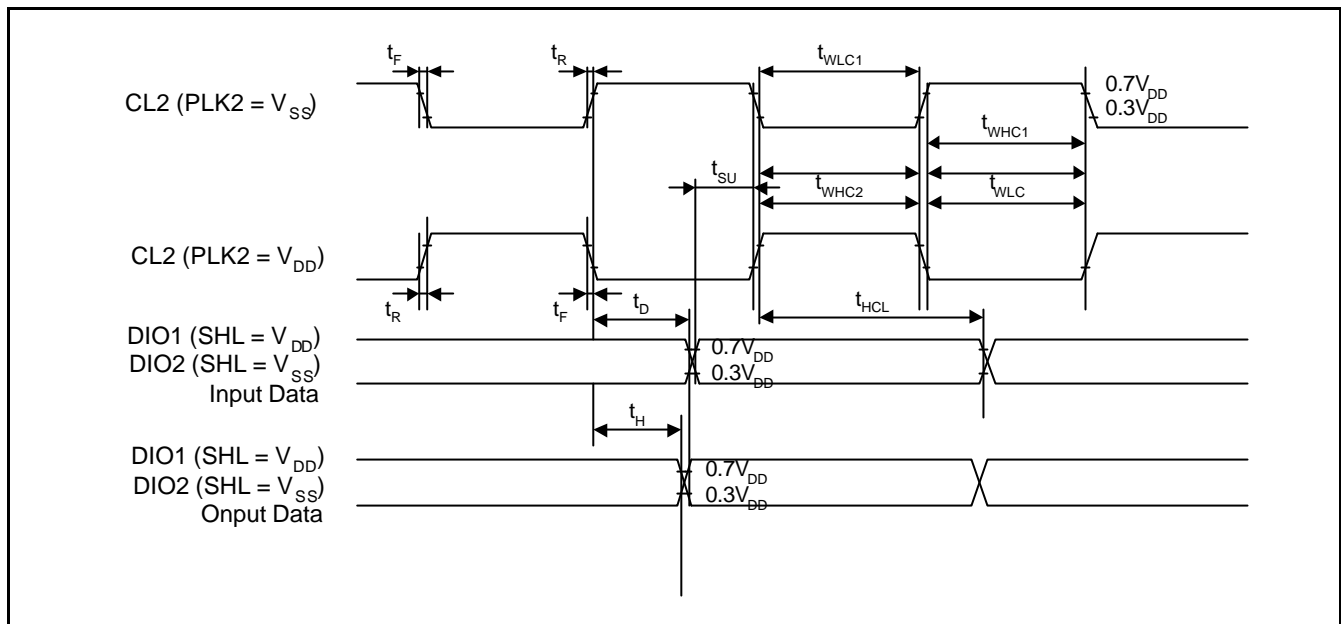 tF
tR
tWLC1
CL2 (PLK2 = VSS)
0.7VDD
0.3VDD
tWHC1
tSU
tWHC2
tWLC
CL2 (PLK2 = VDD)
tR
tF
tD
tHCL
DIO1 (SHL = VDD)
DIO2 (SHL = VSS)
Input Data
0.7VDD
0.3VDD
tH
DIO1 (SHL = VDD)
DIO2 (SHL = VSS)
Onput Data
0.7VDD
0.3VDD